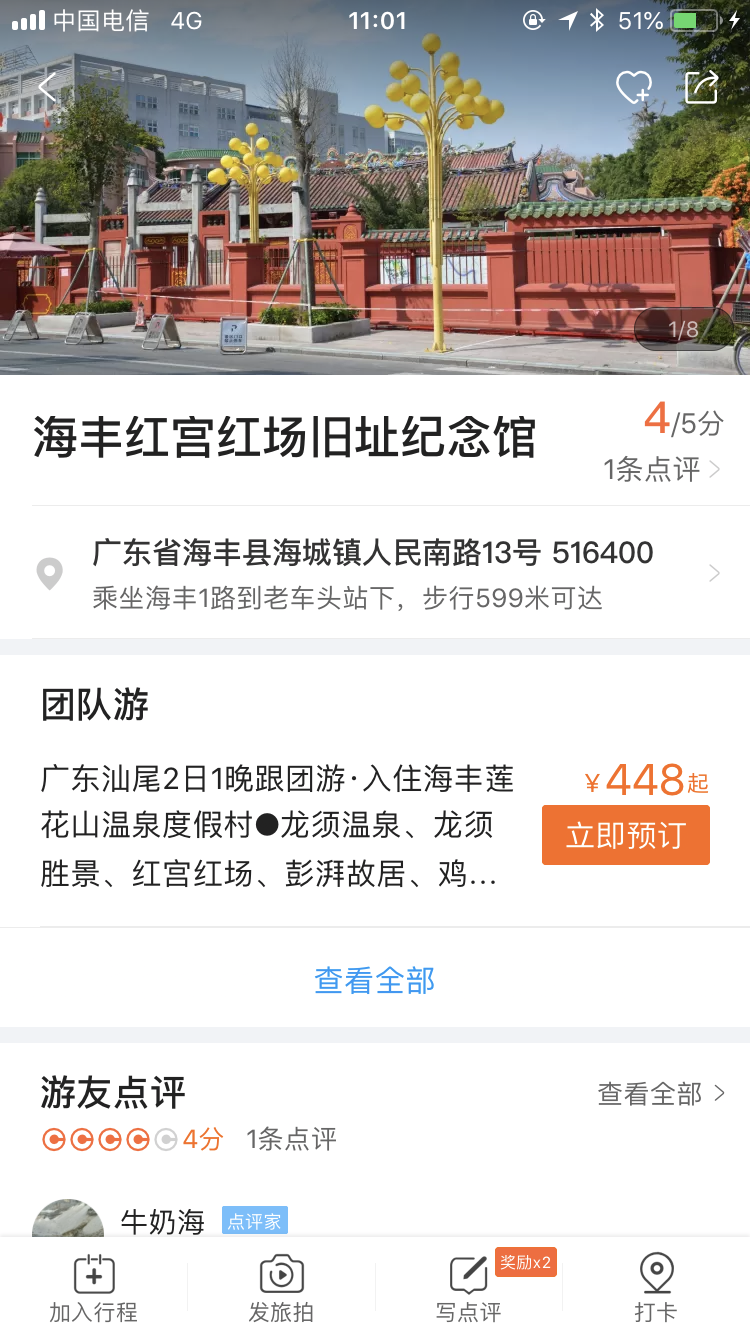 中国电信 4G 11:01 51%
1/8
海丰红宫红场旧址纪念馆
4/5分
1条点评
广东省海丰县海城镇人民南路13号 516400
乘坐海丰1路到老车头站下，步行599米可达
团队游
广东汕尾2日1晚跟团游·入住海丰莲
花山温泉度假村●龙须温泉、龙须
胜景、红宫红场、彭湃故居、鸡...
¥448起
立即预订
查看全部
游友点评
查看全部
4分 1条点评
牛奶海 点评家
加入行程
发旅拍
写点评
奖励x2
打卡